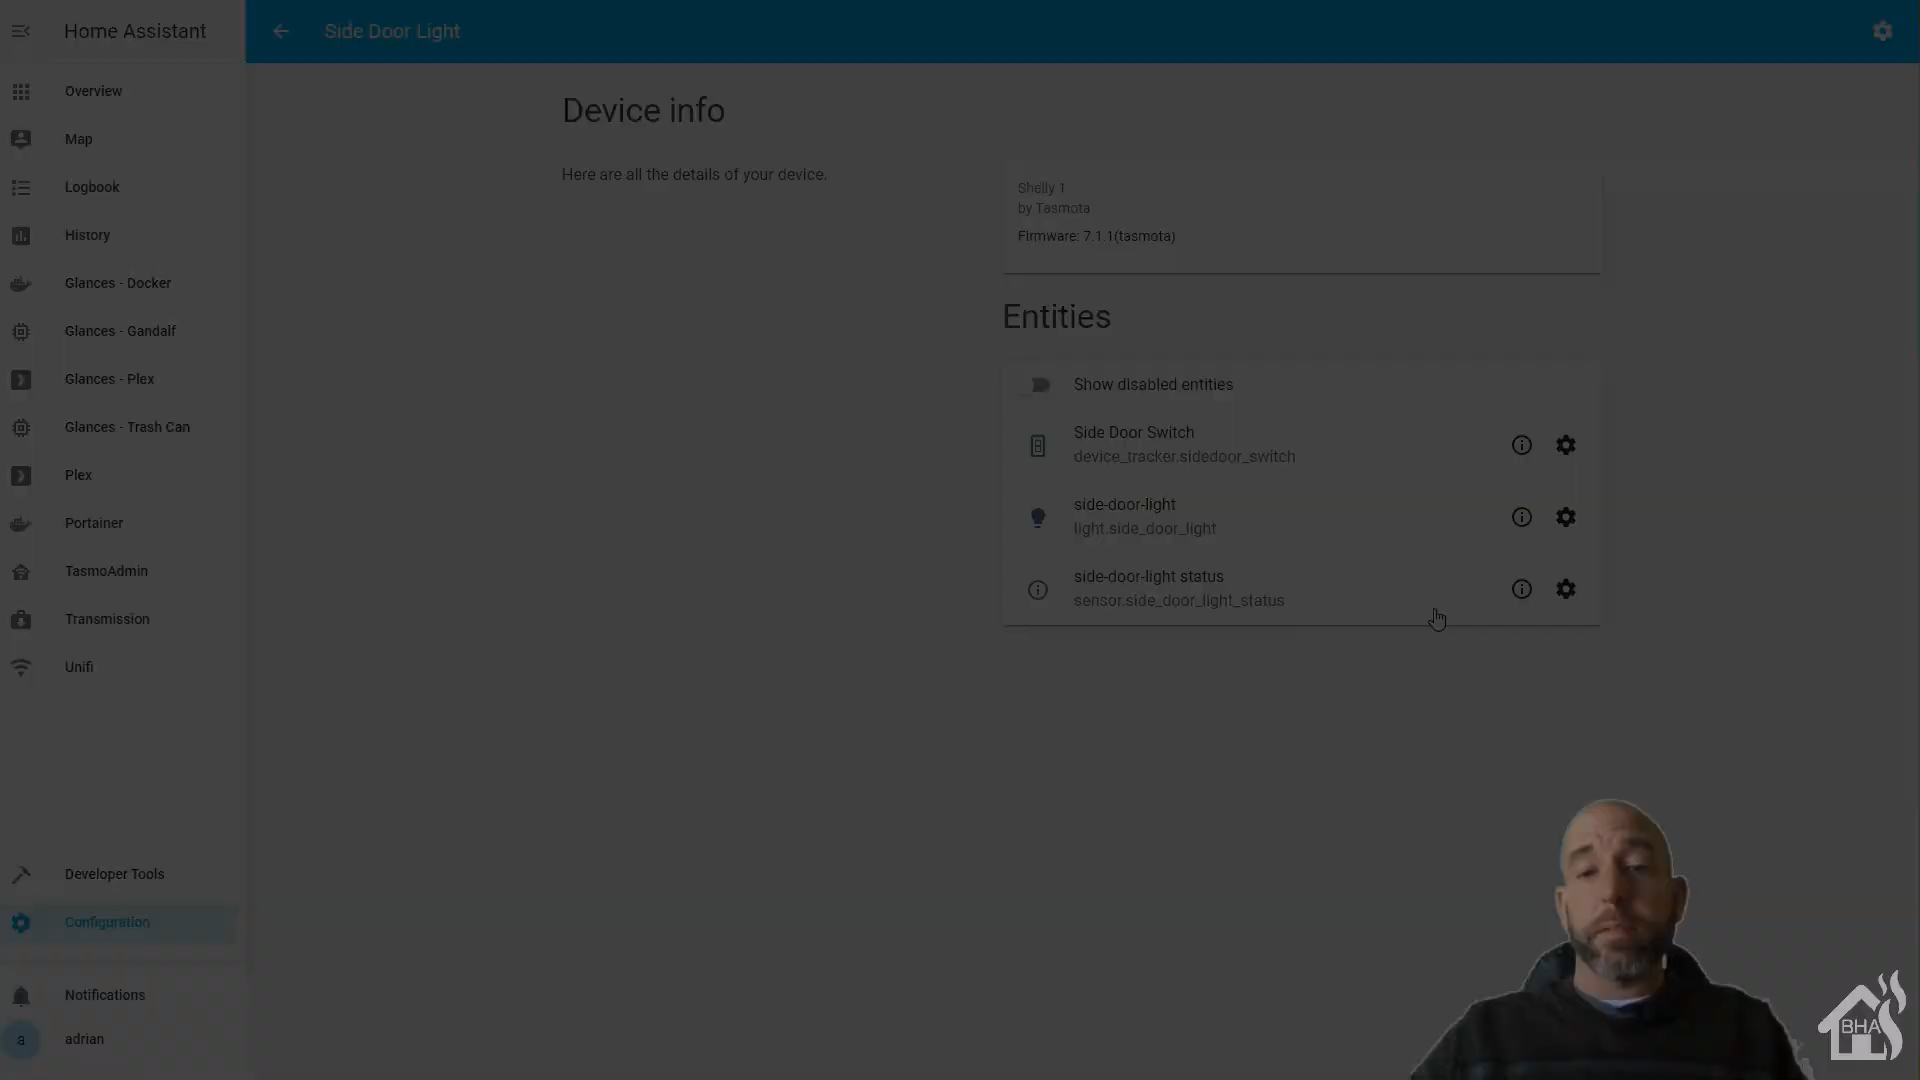 Home Assistant
Side Door Light
Overview
Map
Logbook
History
Glances - Docker
Glances - Gandalf
Glances - Plex
Glances - Trash Can
Plex
Portainer
TasmoAdmin
Transmission
Unifi
Developer Tools
Configuration
Notifications
a
adrian
Device info
Here are all the details of your device.
Shelly 1
by Tasmota
Firmware: 7.1.1(tasmota)
Entities
Show disabled entities
Side Door Switch
device_tracker.sidedoor_switch
side-door-light
light.side_door_light
side-door-light status
sensor.side_door_light_status
BHA